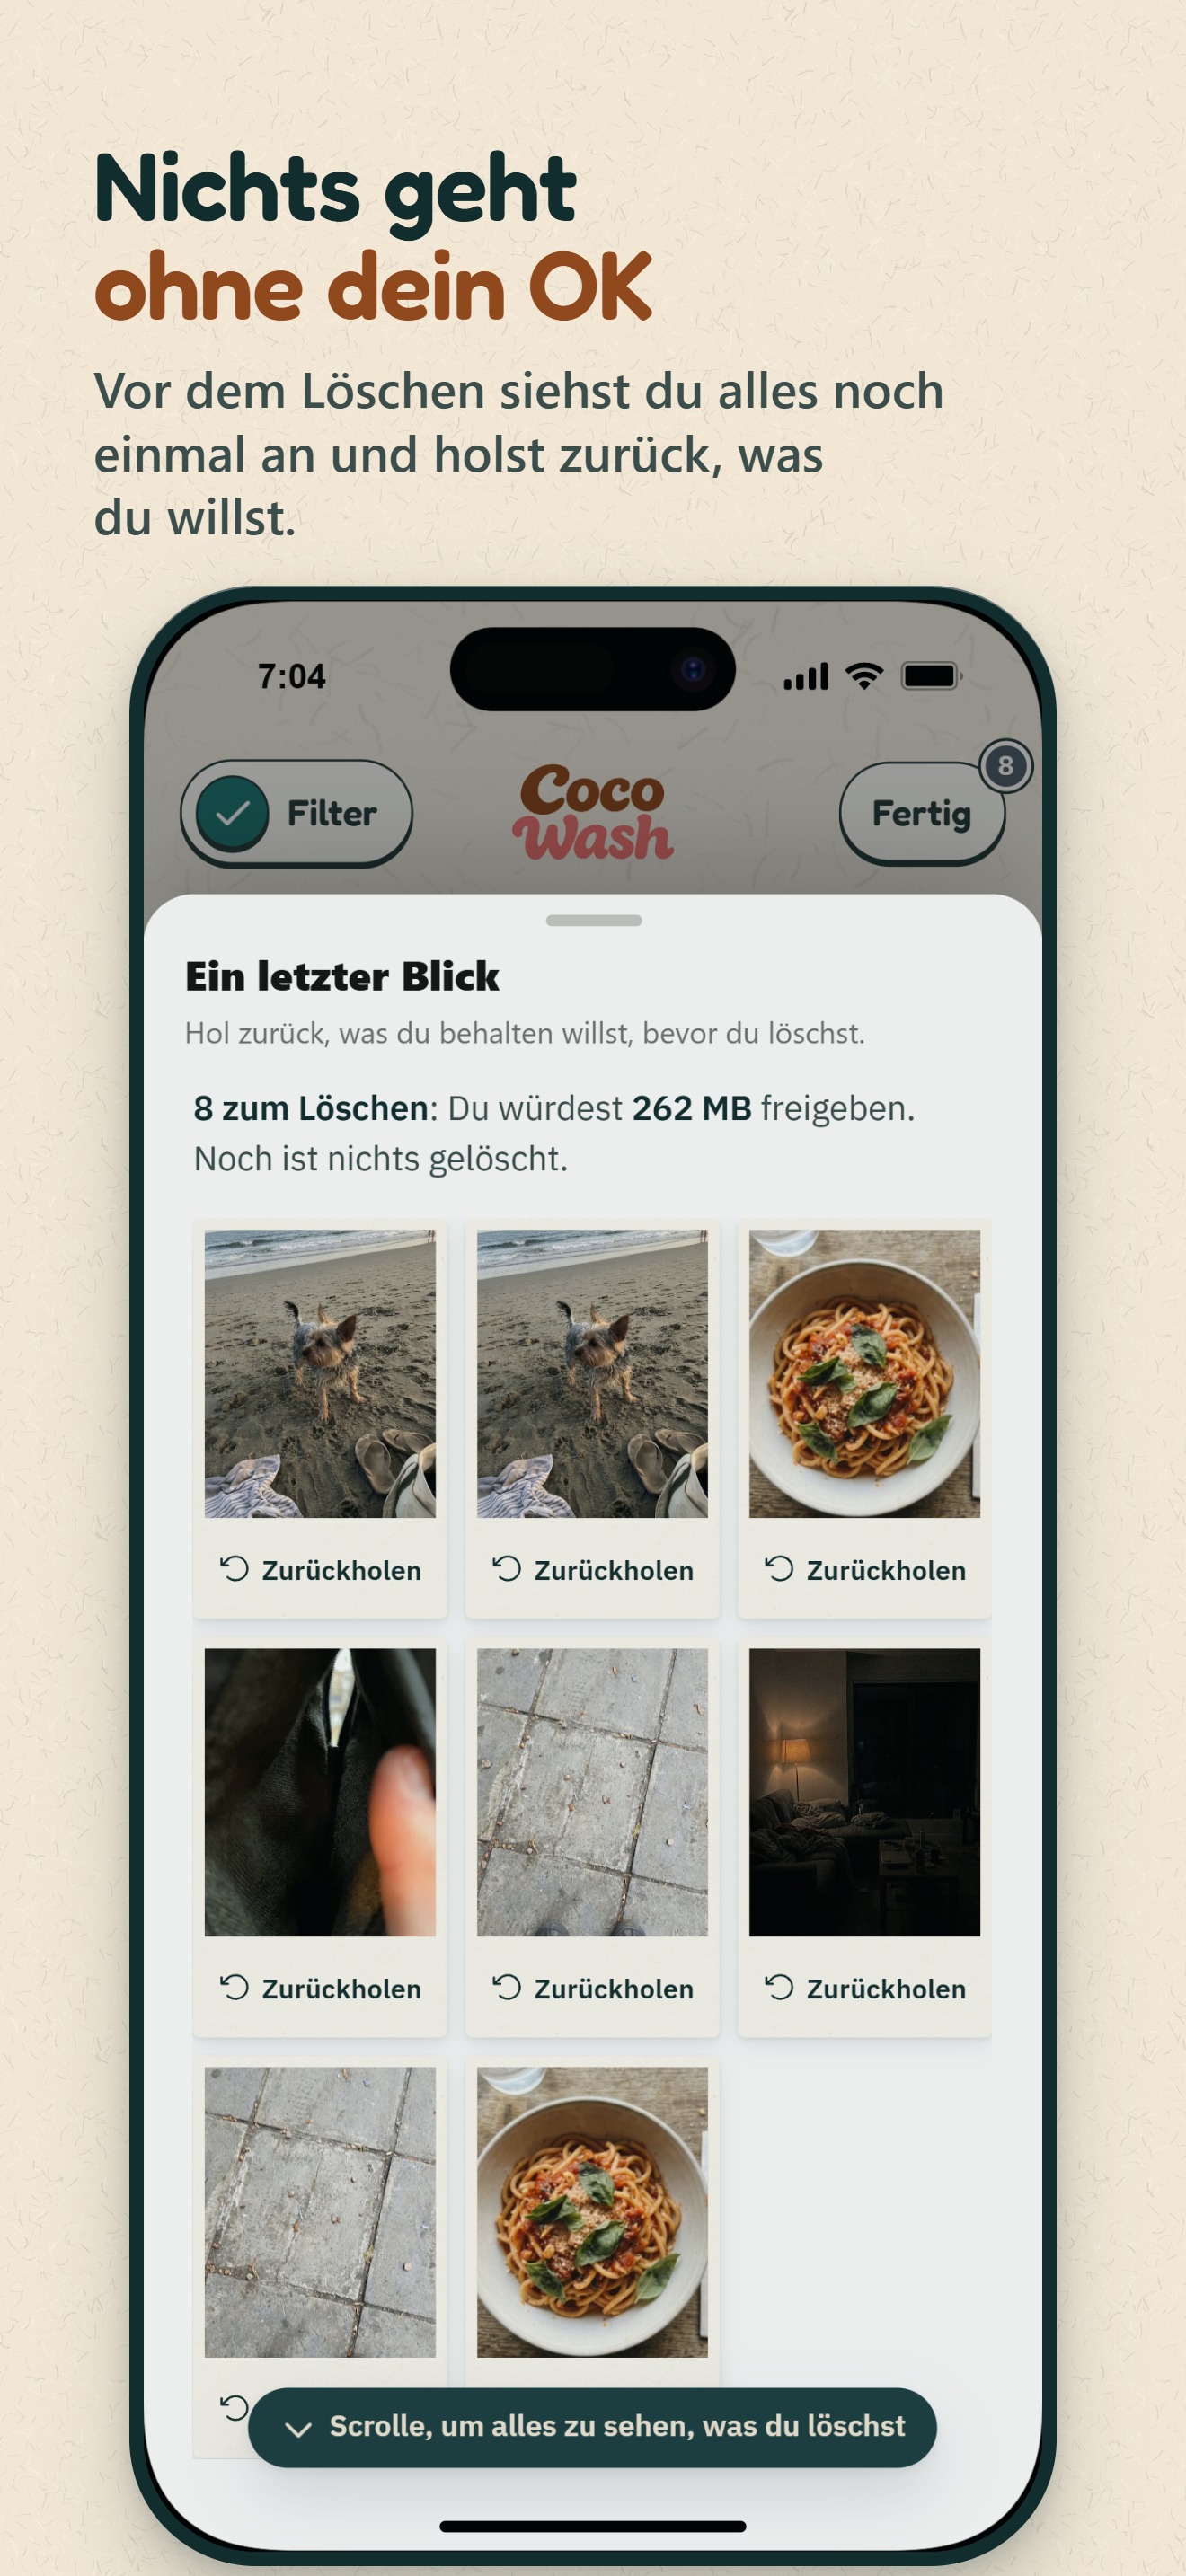 Nichts geht
ohne dein OK
Vor dem Löschen siehst du alles noch
einmal an und holst zurück, was
du willst.
7:04
Filter
Coco
Wash
Fertig
8
Ein letzter Blick
Hol zurück, was du behalten willst, bevor du löschst.
8 zum Löschen: Du würdest 262 MB freigeben.
Noch ist nichts gelöscht.
Zurückholen
Zurückholen
Zurückholen
Zurückholen
Zurückholen
Zurückholen
Scrolle, um alles zu sehen, was du löschst